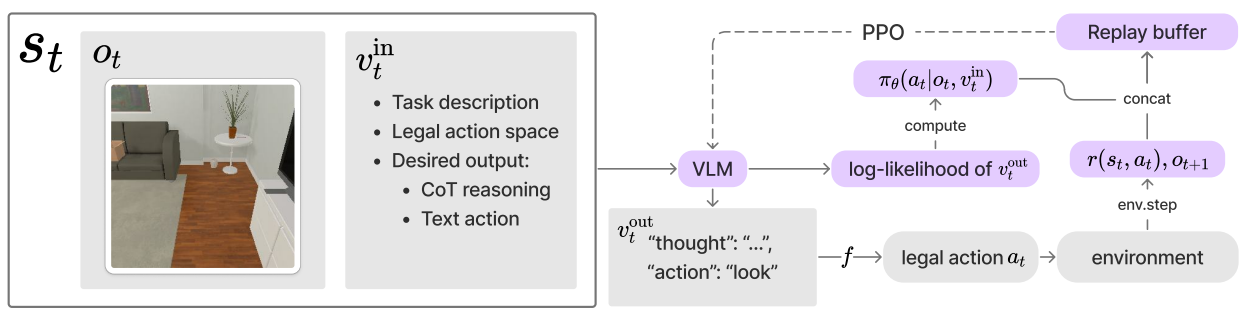 s_t
o_t
v_t^in
• Task description
• Legal action space
• Desired output:
• CoT reasoning
• Text action
PPO
Replay buffer
π_θ(a_t|o_t, v_t^in)
concat
compute
VLM
log-likelihood of v_t^out
r(s_t, a_t), o_{t+1}
env.step
v_t^out
“thought”: “...”,
“action”: “look”
f
legal action a_t
environment